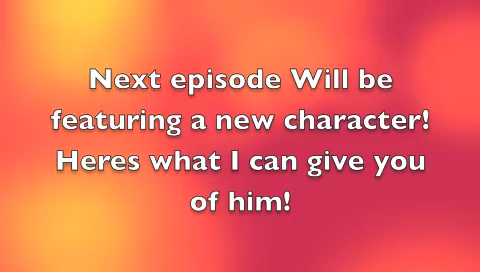 Next episode Will be
featuring a new character!
Heres what I can give you
of him!